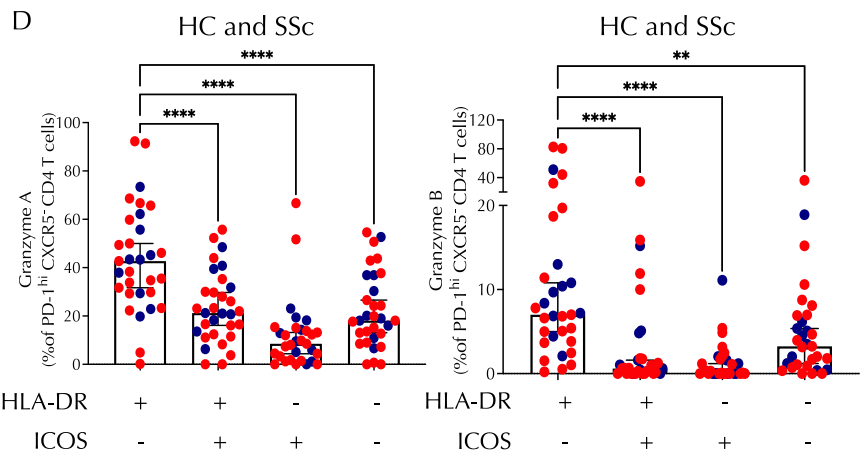 D
HC and SSc
HC and SSc
****
****
****
**
****
****
Granzyme A
(%of PD-1hi CXCR5- CD4 T cells)
100
80
60
40
20
0
Granzyme B
(%of PD-1hi CXCR5- CD4 T cells)
120
80
40
20
10
0
HLA-DR + + - -
ICOS - + + -
HLA-DR + + - -
ICOS - + + -